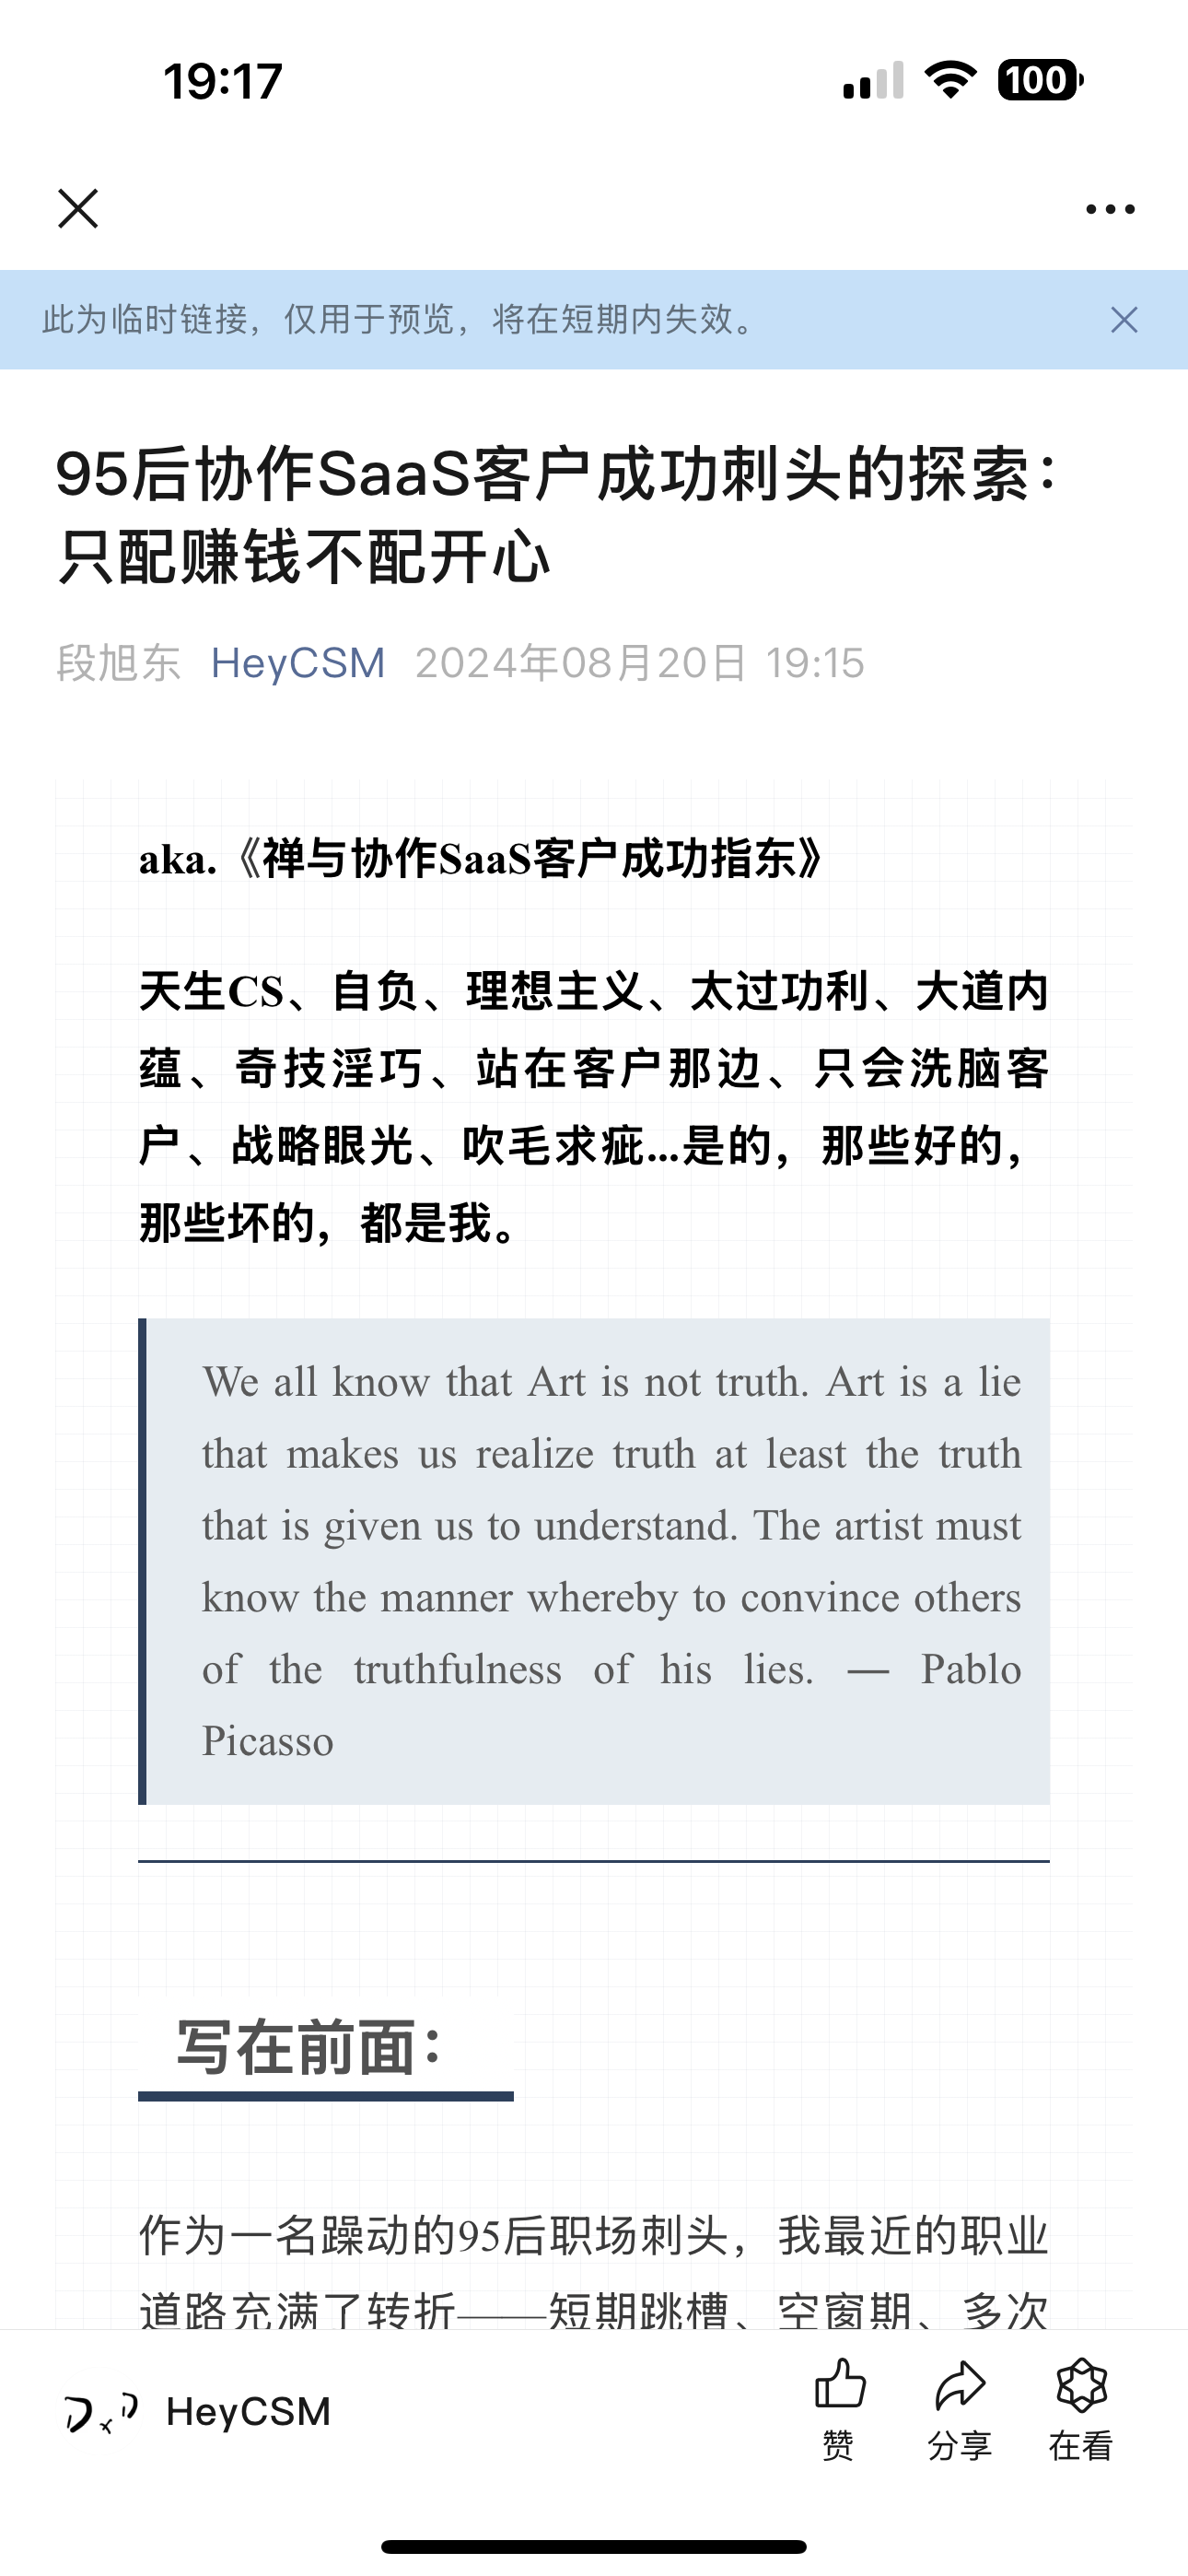 19:17
100
此为临时链接，仅用于预览，将在短期内失效。
95后协作SaaS客户成功刺头的探索：
只配赚钱不配开心
段旭东 HeyCSM 2024年08月20日 19:15
aka.《禅与协作SaaS客户成功指东》
天生CS、自负、理想主义、太过功利、大道内
蕴、奇技淫巧、站在客户那边、只会洗脑客
户、战略眼光、吹毛求疵...是的，那些好的，
那些坏的，都是我。
We all know that Art is not truth. Art is a lie
that makes us realize truth at least the truth
that is given us to understand. The artist must
know the manner whereby to convince others
of the truthfulness of his lies. — Pablo
Picasso
写在前面：
作为一名躁动的95后职场刺头，我最近的职业
道路充满了转折——短期跳槽、空窗期、多次
HeyCSM
赞
分享
在看